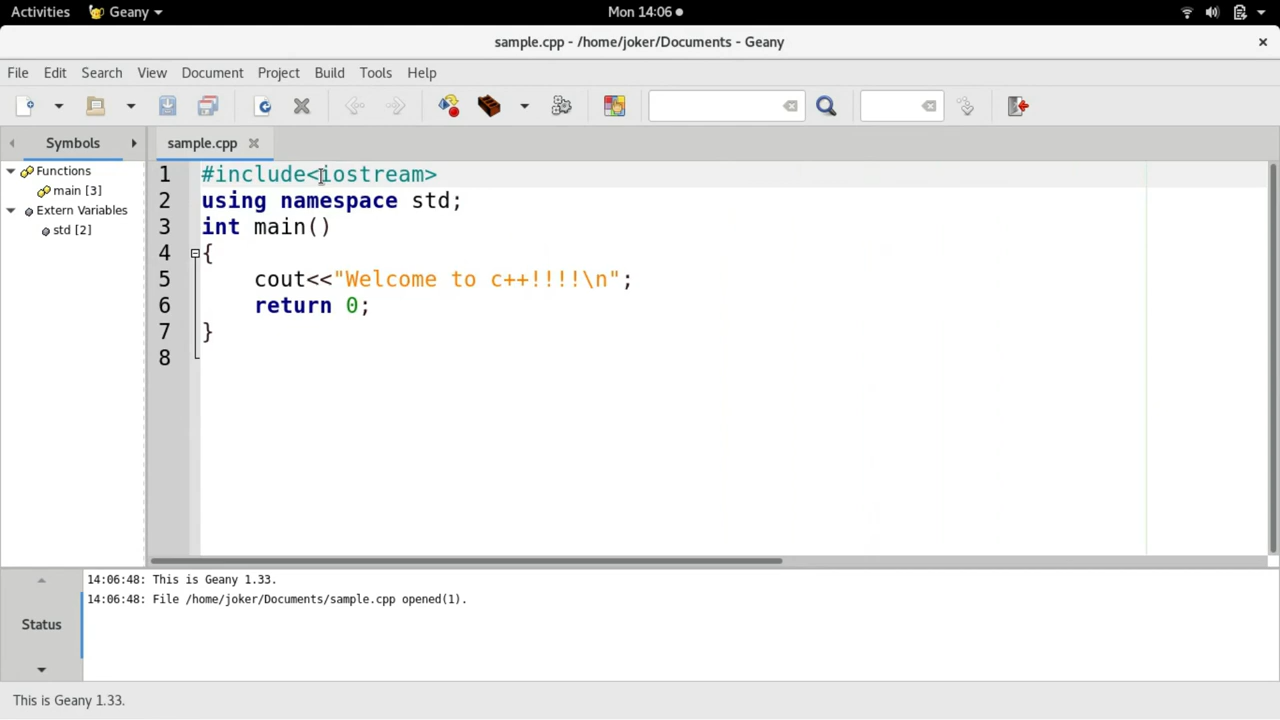 Activities Geany Mon 14:06
sample.cpp - /home/joker/Documents - Geany
File Edit Search View Document Project Build Tools Help
Symbols sample.cpp
Functions
main [3]
Extern Variables
std [2]
1 #include<iostream>
2 using namespace std;
3 int main()
4 {
5 cout<<"Welcome to c++!!!!\n";
6 return 0;
7 }
8
14:06:48: This is Geany 1.33.
14:06:48: File /home/joker/Documents/sample.cpp opened(1).
Status
This is Geany 1.33.